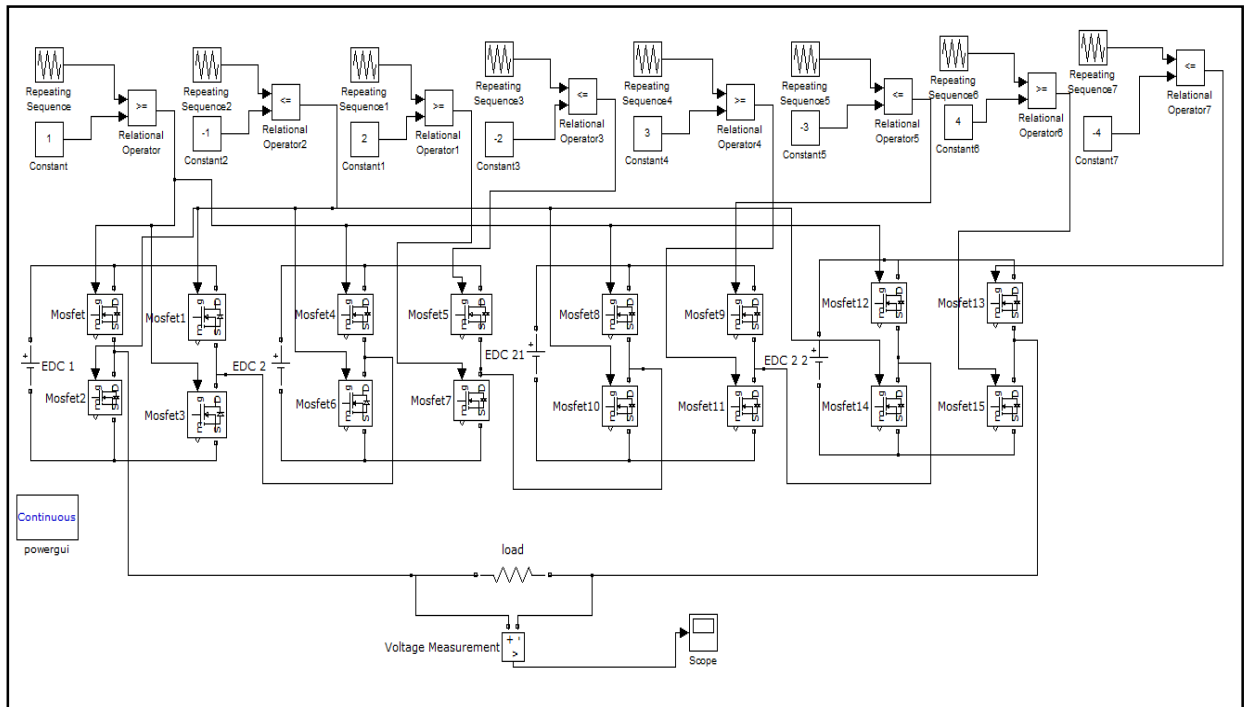 Repeating
Sequence
>=
1
Constant
Relational
Operator
Repeating
Sequence2
<=
-1
Constant2
Relational
Operator2
Repeating
Sequence1
>=
2
Constant1
Relational
Operator1
Repeating
Sequence3
<=
-2
Constant3
Relational
Operator3
Repeating
Sequence4
>=
3
Constant4
Relational
Operator4
Repeating
Sequence5
<=
-3
Constant5
Relational
Operator5
Repeating
Sequence6
>=
4
Constant6
Relational
Operator6
Repeating
Sequence7
<=
-4
Constant7
Relational
Operator7
Mosfet
g
D
S
m
Mosfet1
g
D
S
m
Mosfet4
g
D
S
m
Mosfet5
g
D
S
m
Mosfet8
g
D
S
m
Mosfet9
g
D
S
m
Mosfet12
g
D
S
m
Mosfet13
g
D
S
m
+
EDC 1
+
EDC 2
+
EDC 21
+
EDC 2 2
Mosfet2
g
D
S
m
Mosfet3
g
D
S
m
Mosfet6
g
D
S
m
Mosfet7
g
D
S
m
Mosfet10
g
D
S
m
Mosfet11
g
D
S
m
Mosfet14
g
D
S
m
Mosfet15
g
D
S
m
Continuous
powergui
load
Voltage Measurement
+ -
>
Scope